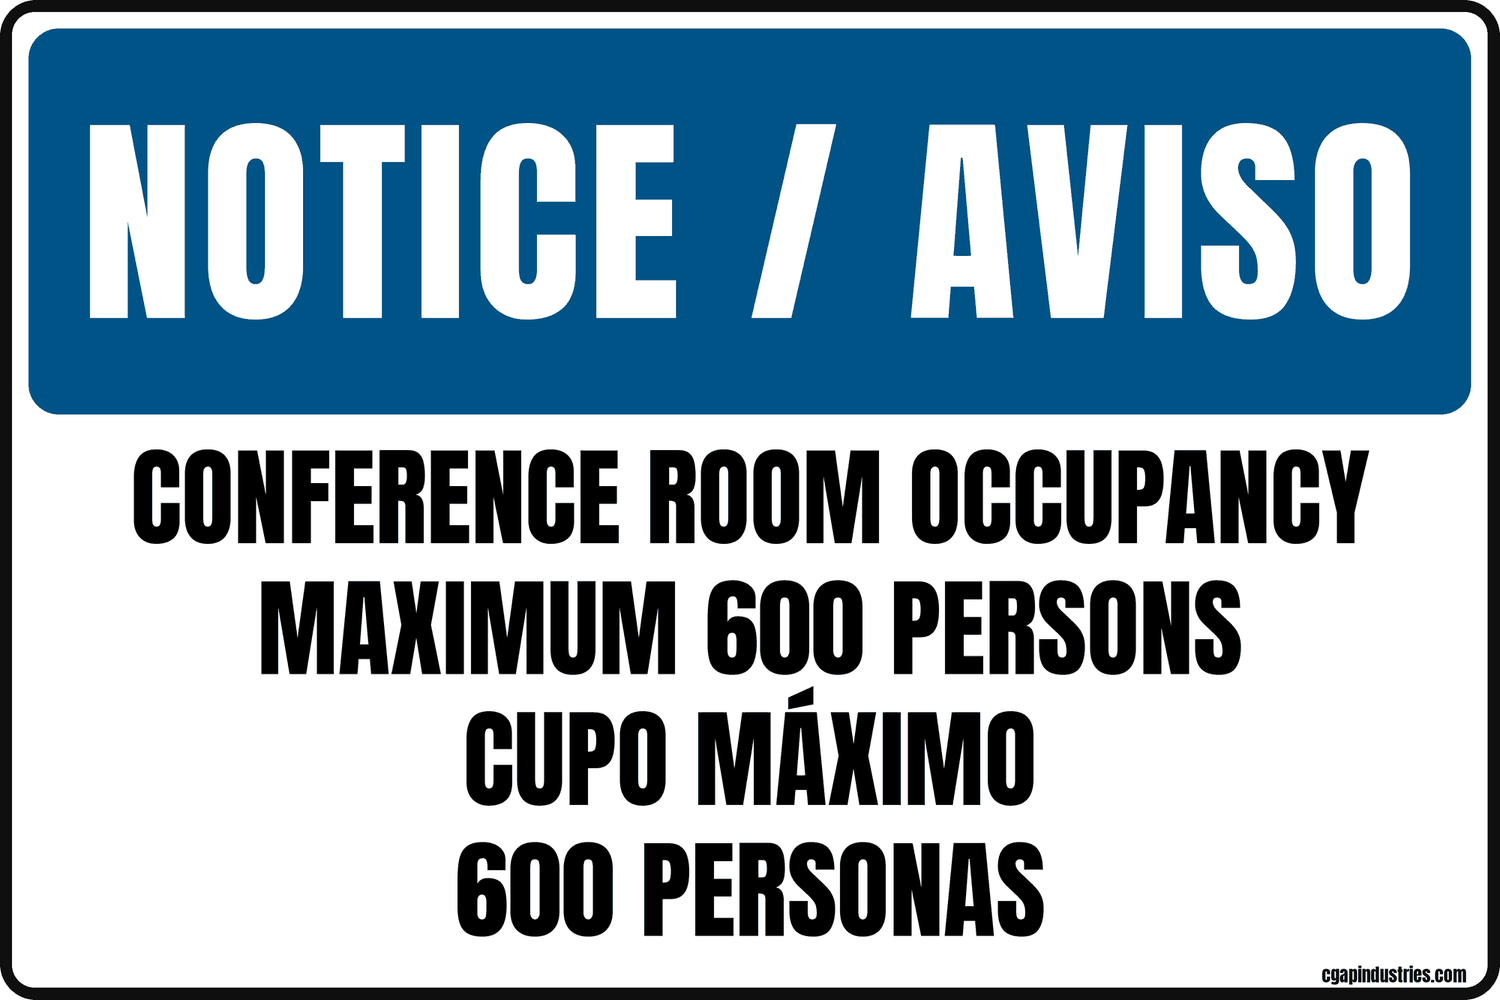 NOTICE / AVISO
CONFERENCE ROOM OCCUPANCY
MAXIMUM 600 PERSONS
CUPO MÁXIMO
600 PERSONAS
cgapindustries.com